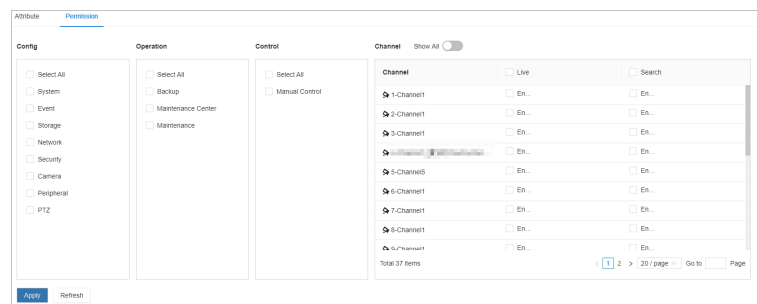 Attribute Permission
Config Operation Control Channel Show All
Select All
System
Event
Storage
Network
Security
Camera
Peripheral
PTZ
Select All
Backup
Maintenance Center
Maintenance
Select All
Manual Control
Channel Live Search
1-Channel1 En... En...
2-Channel1 En... En...
3-Channel1 En... En...
En... En...
5-Channel5 En... En...
6-Channel1 En... En...
7-Channel1 En... En...
8-Channel1 En... En...
9-Channel1 En... En...
Total 37 items < 1 2 > 20 / page Go to Page
Apply Refresh